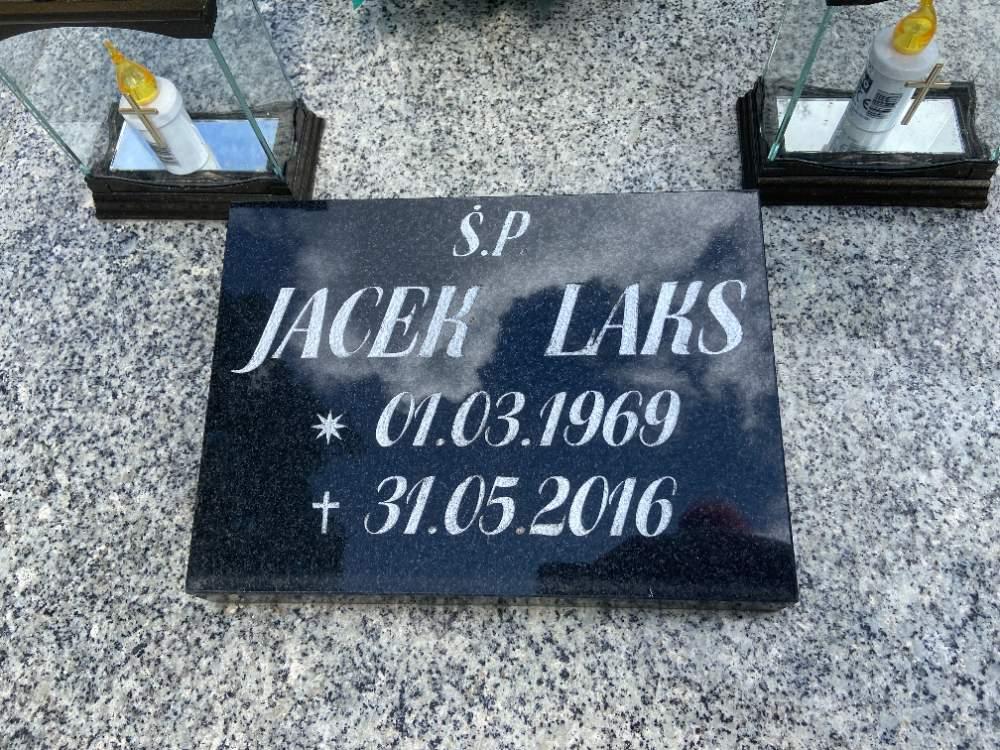 Ś.P
JACEK LAKS
* 01.03.1969
† 31.05.2016